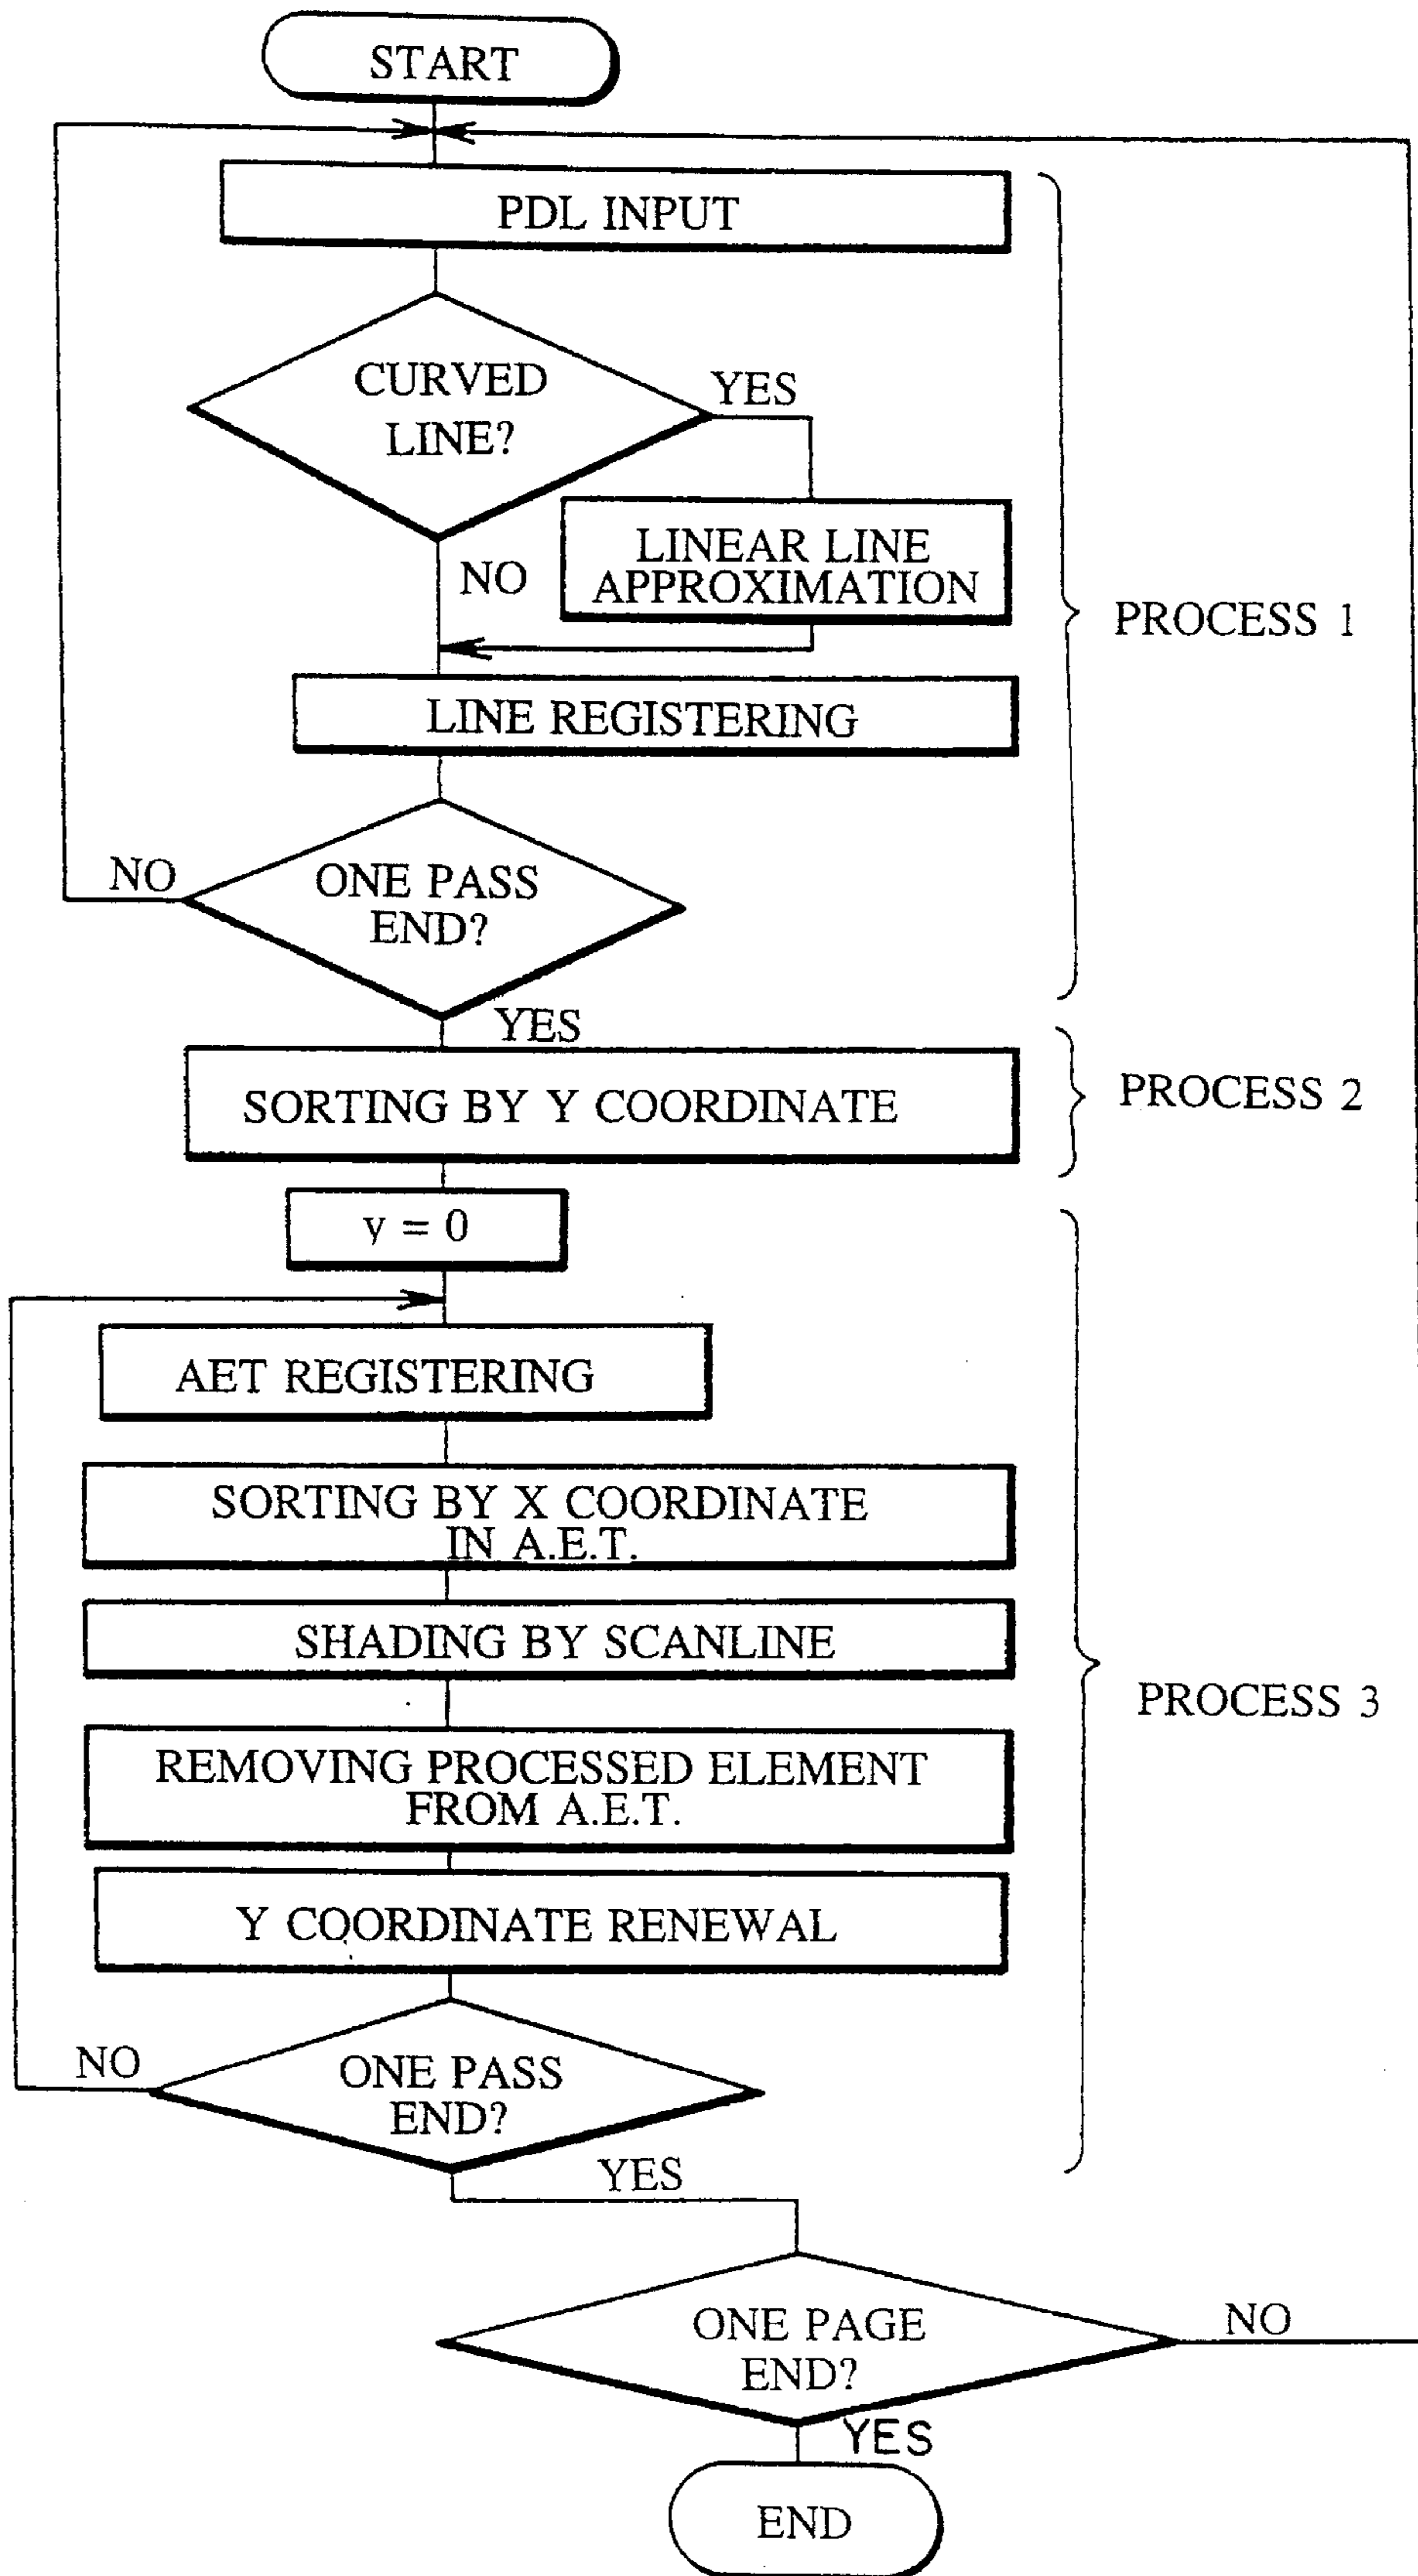 START
PDL INPUT
CURVED
LINE?
YES
NO
LINEAR LINE
APPROXIMATION
PROCESS 1
LINE REGISTERING
NO
ONE PASS
END?
YES
SORTING BY Y COORDINATE
PROCESS 2
y = 0
AET REGISTERING
SORTING BY X COORDINATE
IN A.E.T.
SHADING BY SCANLINE
PROCESS 3
REMOVING PROCESSED ELEMENT
FROM A.E.T.
Y COORDINATE RENEWAL
NO
ONE PASS
END?
YES
ONE PAGE
END?
NO
YES
END